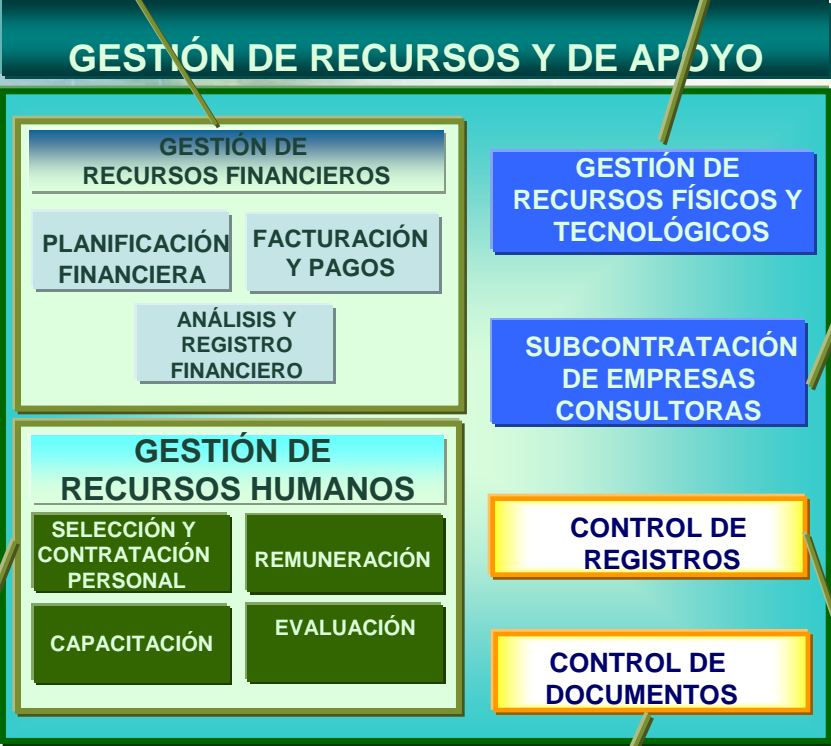 GESTIÓN DE RECURSOS Y DE APOYO
GESTIÓN DE
RECURSOS FINANCIEROS
PLANIFICACIÓN
FINANCIERA
FACTURACIÓN
Y PAGOS
ANÁLISIS Y
REGISTRO
FINANCIERO
GESTIÓN DE
RECURSOS HUMANOS
SELECCIÓN Y
CONTRATACIÓN
PERSONAL
REMUNERACIÓN
CAPACITACIÓN
EVALUACIÓN
GESTIÓN DE
RECURSOS FÍSICOS Y
TECNOLÓGICOS
SUBCONTRATACIÓN
DE EMPRESAS
CONSULTORAS
CONTROL DE
REGISTROS
CONTROL DE
DOCUMENTOS